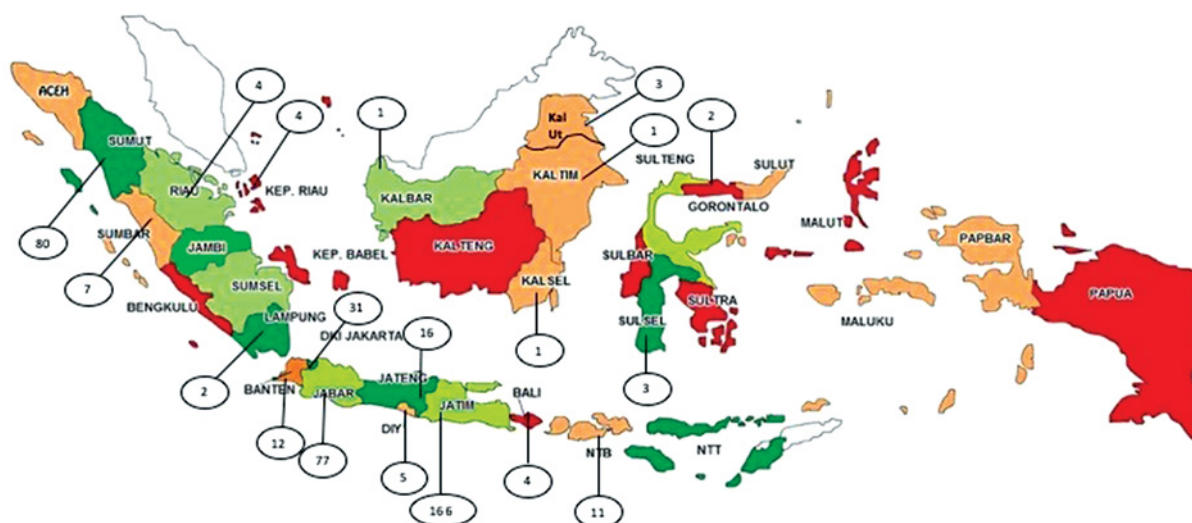 ACEH
SUMUT
4
4
RIAU
KEP. RIAU
80
SUMBAR
7
JAMBI
KEP. BABEL
SUMSEL
BENGKULU
LAMPUNG
2
1
KALBAR
KALTENG
3
Kal
Ut
1
KALTIM
KALSEL
1
2
SULTENG
SULUT
GORONTALO
SULBAR
SULTRA
SULSEL
3
MALUT
PAPBAR
MALUKU
PAPUA
31
DKI JAKARTA
16
BANTEN
JABAR
JATENG
JATIM
DIY
12
77
5
166
BALI
4
NTB
11
NTT